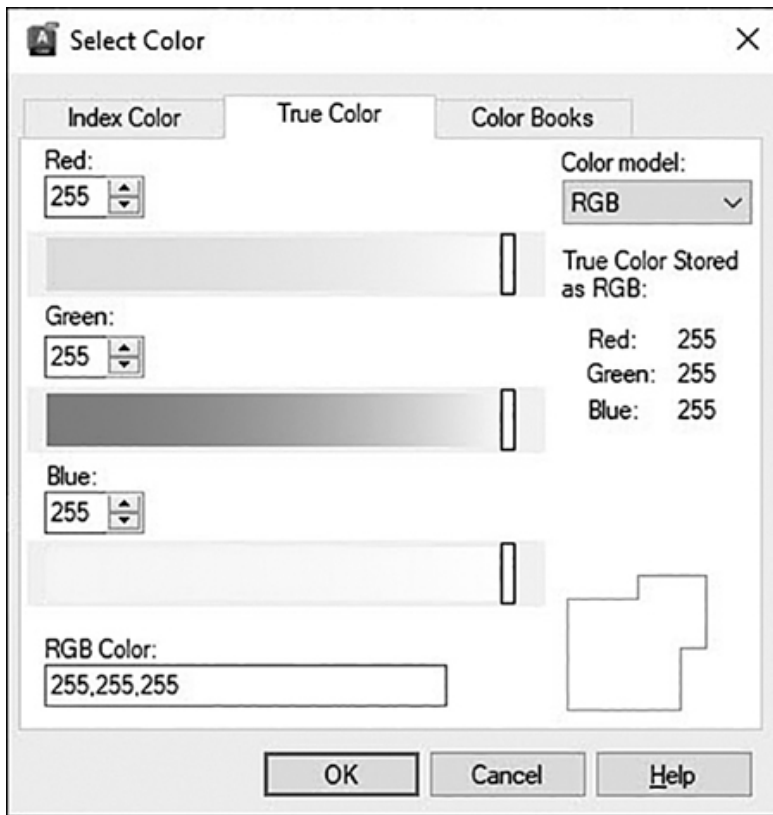 Select Color
Index Color
True Color
Color Books
Red:
255
Green:
255
Blue:
255
RGB Color:
255,255,255
Color model:
RGB
True Color Stored
as RGB:
Red: 255
Green: 255
Blue: 255
OK
Cancel
Help